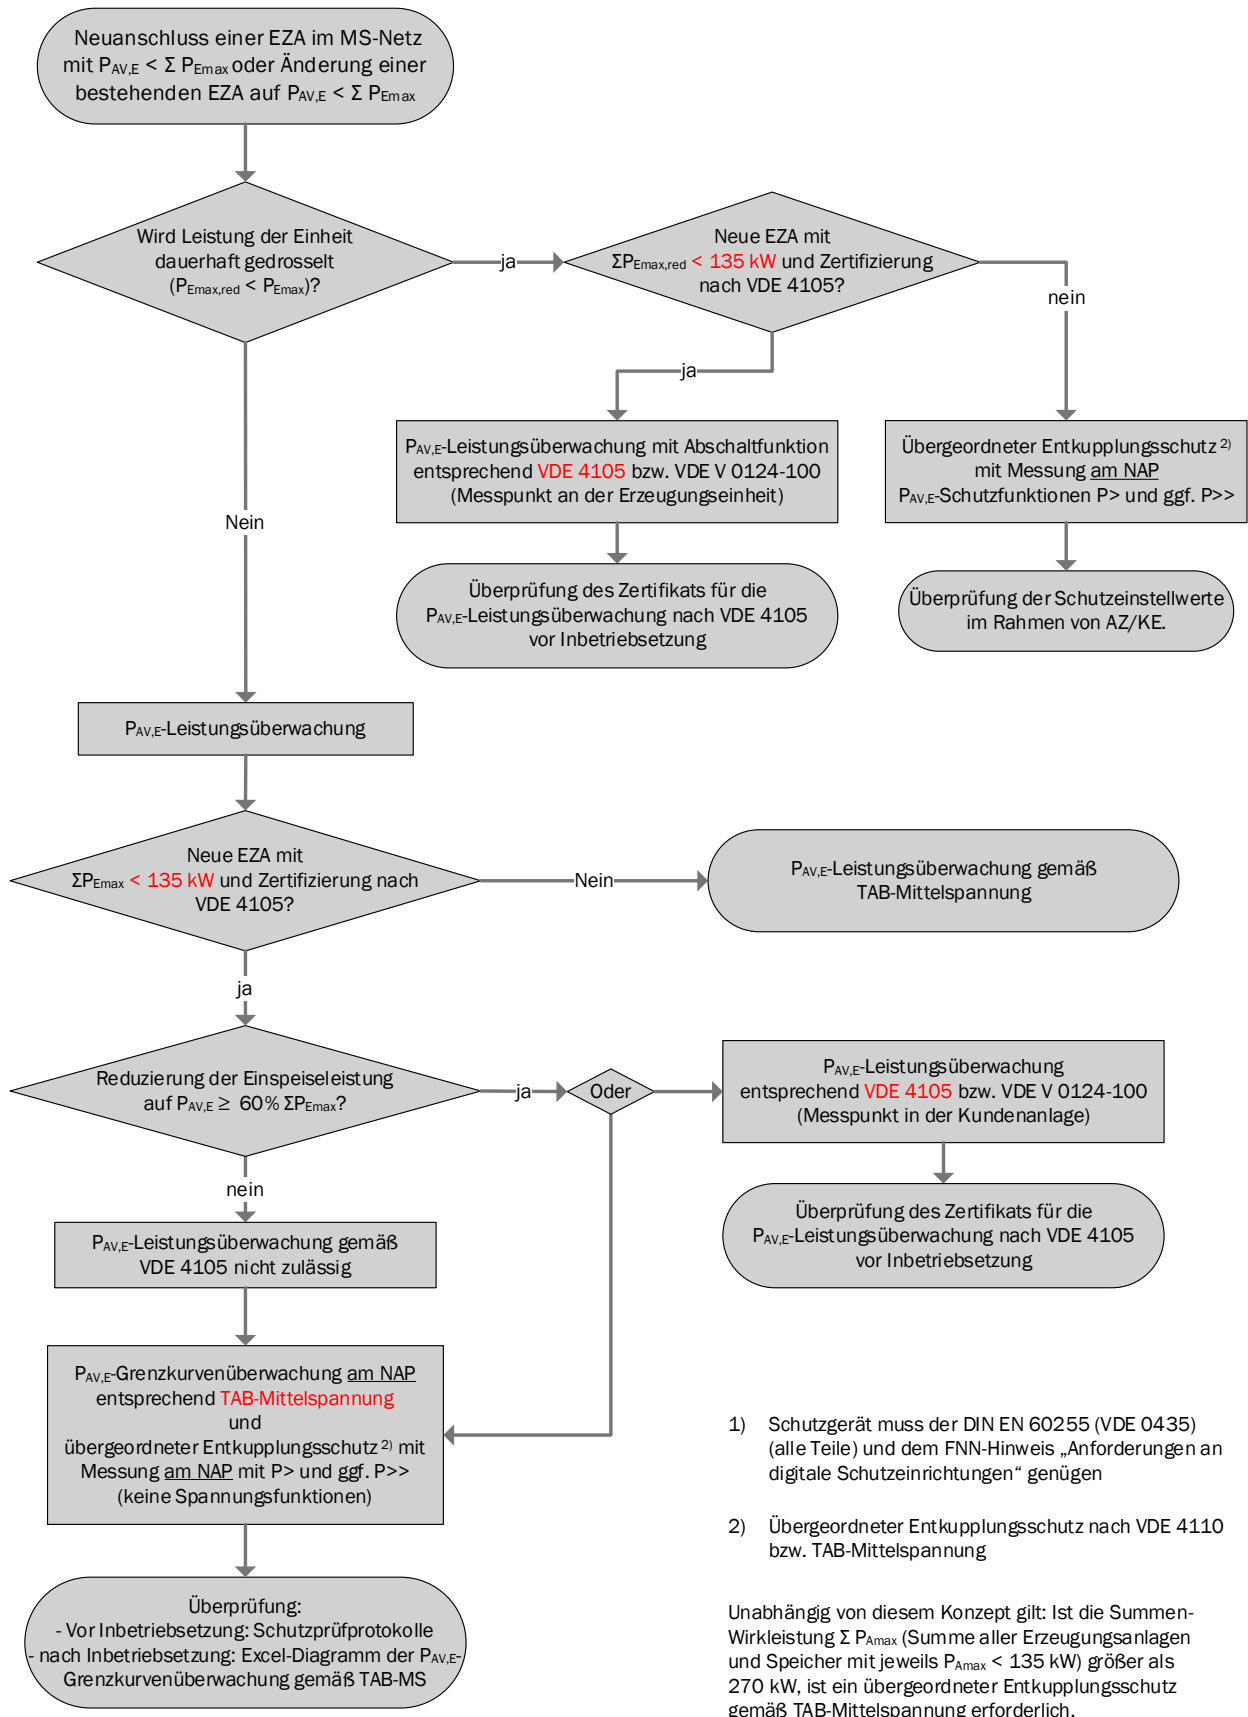 Neuanschluss einer EZA im MS-Netz
mit PAV,E < Σ PEmax oder Änderung einer
bestehenden EZA auf PAV,E < Σ PEmax
Wird Leistung der Einheit
dauerhaft gedrosselt
(PEmax,red < PEmax)?
ja
Neue EZA mit
ΣPEmax,red < 135 kW und Zertifizierung
nach VDE 4105?
nein
ja
PAV,E-Leistungsüberwachung mit Abschaltfunktion
entsprechend VDE 4105 bzw. VDE V 0124-100
(Messpunkt an der Erzeugungseinheit)
Übergeordneter Entkupplungsschutz 2)
mit Messung am NAP
PAV,E-Schutzfunktionen P> und ggf. P>>
Nein
Überprüfung des Zertifikats für die
PAV,E-Leistungsüberwachung nach VDE 4105
vor Inbetriebsetzung
Überprüfung der Schutzeinstellwerte
im Rahmen von AZ/KE.
PAV,E-Leistungsüberwachung
Neue EZA mit
ΣPEmax < 135 kW und Zertifizierung nach
VDE 4105?
Nein
PAV,E-Leistungsüberwachung gemäß
TAB-Mittelspannung
ja
Reduzierung der Einspeiseleistung
auf PAV,E ≥ 60% ΣPEmax?
ja
Oder
PAV,E-Leistungsüberwachung
entsprechend VDE 4105 bzw. VDE V 0124-100
(Messpunkt in der Kundenanlage)
nein
Überprüfung des Zertifikats für die
PAV,E-Leistungsüberwachung nach VDE 4105
vor Inbetriebsetzung
PAV,E-Leistungsüberwachung gemäß
VDE 4105 nicht zulässig
PAV,E-Grenzkurvenüberwachung am NAP
entsprechend TAB-Mittelspannung
und
übergeordneter Entkupplungsschutz 2) mit
Messung am NAP mit P> und ggf. P>>
(keine Spannungsfunktionen)
Überprüfung:
- Vor Inbetriebsetzung: Schutzprüfprotokolle
- nach Inbetriebsetzung: Excel-Diagramm der PAV,E-
Grenzkurvenüberwachung gemäß TAB-MS
1) Schutzgerät muss der DIN EN 60255 (VDE 0435)
(alle Teile) und dem FNN-Hinweis „Anforderungen an
digitale Schutzeinrichtungen“ genügen
2) Übergeordneter Entkupplungsschutz nach VDE 4110
bzw. TAB-Mittelspannung
Unabhängig von diesem Konzept gilt: Ist die Summen-
Wirkleistung Σ PAmax (Summe aller Erzeugungsanlagen
und Speicher mit jeweils PAmax < 135 kW) größer als
270 kW, ist ein übergeordneter Entkupplungsschutz
gemäß TAB-Mittelspannung erforderlich.